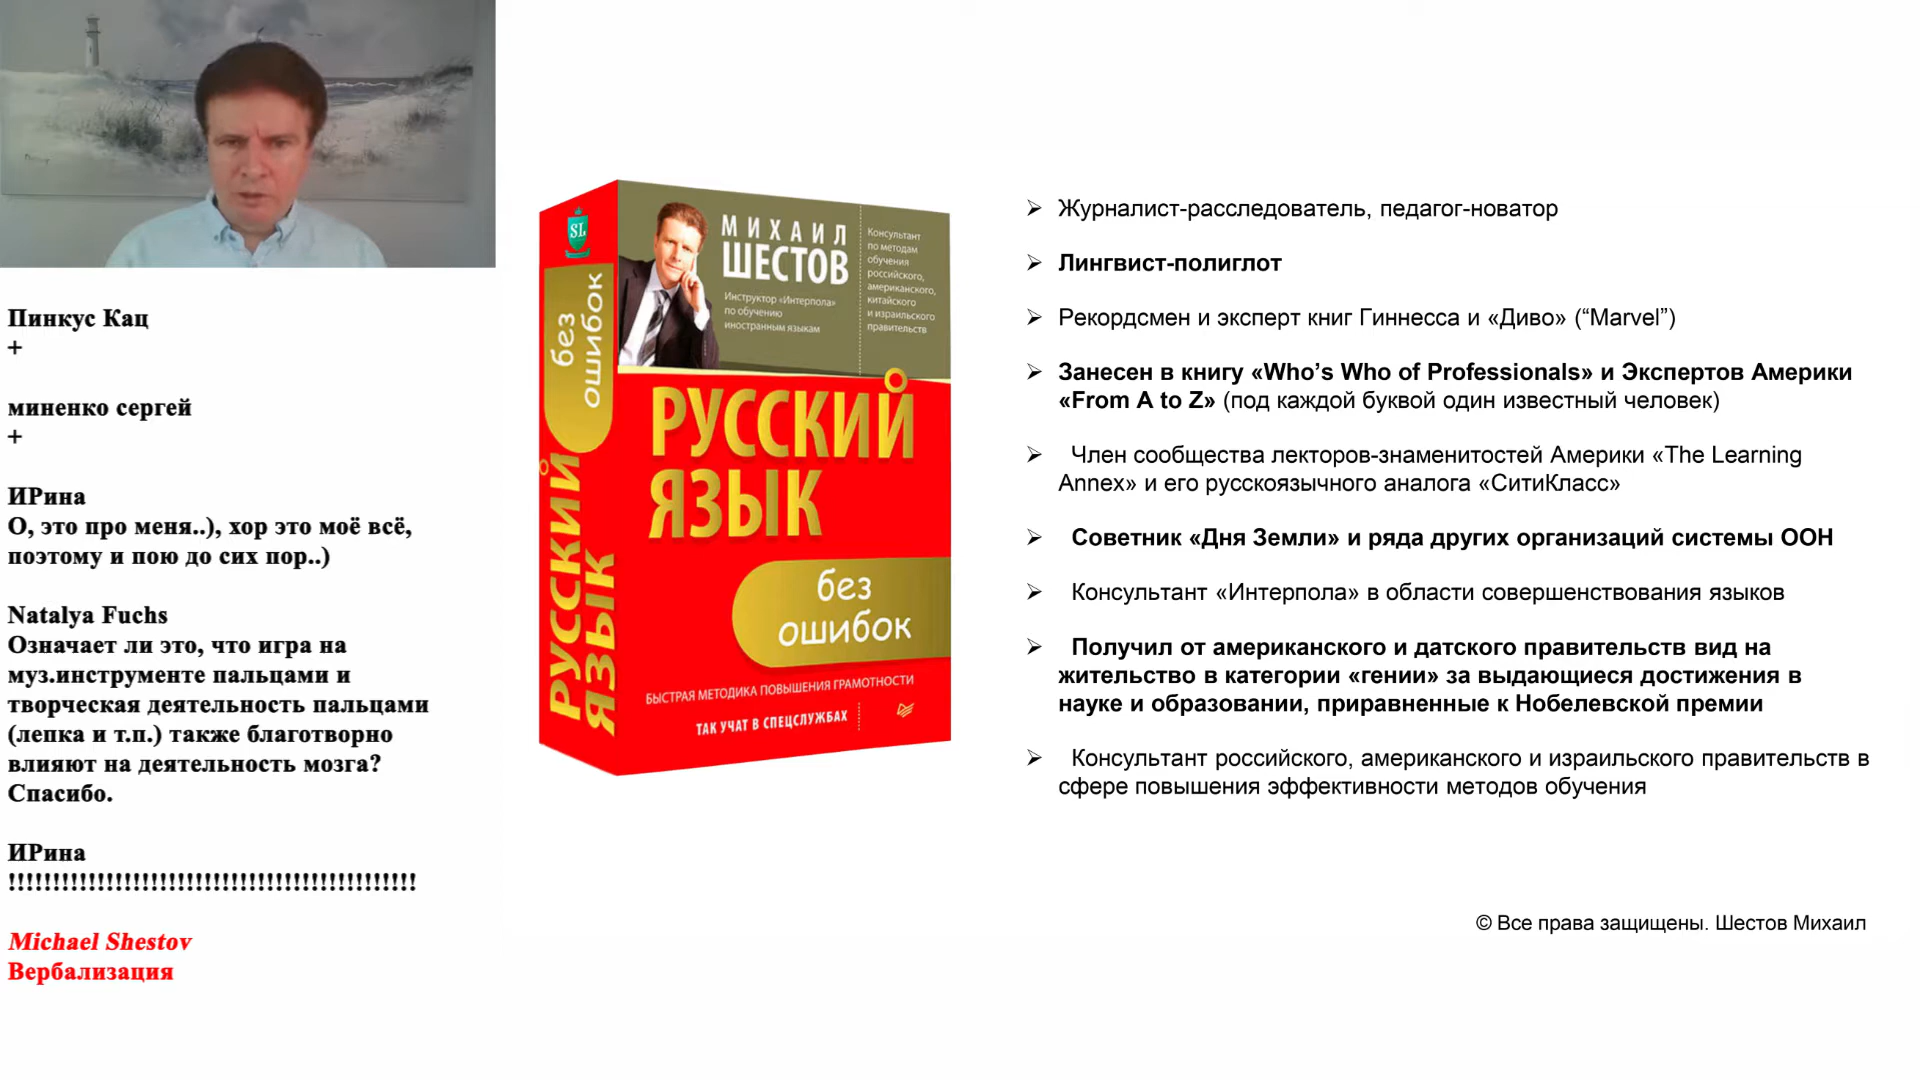 Пинкус Кац
+
миненко сергей
+
ИРина
О, это про меня..), хор это моё всё,
поэтому и пою до сих пор..)
Natalya Fuchs
Означает ли это, что игра на
муз.инструменте пальцами и
творческая деятельность пальцами
(лепка и т.п.) также благотворно
влияют на деятельность мозга?
Спасибо.
ИРина
!!!!!!!!!!!!!!!!!!!!!!!!!!!!!!!!!!!!!!!!!!!!!!
Michael Shestov
Вербализация
SL
без
ошибок
РУССКИЙ
ЯЗЫК
МИХАИЛ
ШЕСТОВ
Инструктор «Интерпола»
по обучению
иностранным языкам
Консультант
по методам
обучения
российского,
американского,
китайского
и израильского
правительств
РУССКИЙ
ЯЗЫК
без
ошибок
БЫСТРАЯ МЕТОДИКА ПОВЫШЕНИЯ ГРАМОТНОСТИ
ТАК УЧАТ В СПЕЦСЛУЖБАХ
➢ Журналист-расследователь, педагог-новатор
➢ Лингвист-полиглот
➢ Рекордсмен и эксперт книг Гиннесса и «Диво» (“Marvel”)
➢ Занесен в книгу «Who’s Who of Professionals» и Экспертов Америки
«From A to Z» (под каждой буквой один известный человек)
➢ Член сообщества лекторов-знаменитостей Америки «The Learning
Annex» и его русскоязычного аналога «СитиКласс»
➢ Советник «Дня Земли» и ряда других организаций системы ООН
➢ Консультант «Интерпола» в области совершенствования языков
➢ Получил от американского и датского правительств вид на
жительство в категории «гении» за выдающиеся достижения в
науке и образовании, приравненные к Нобелевской премии
➢ Консультант российского, американского и израильского правительств в
сфере повышения эффективности методов обучения
© Все права защищены. Шестов Михаил